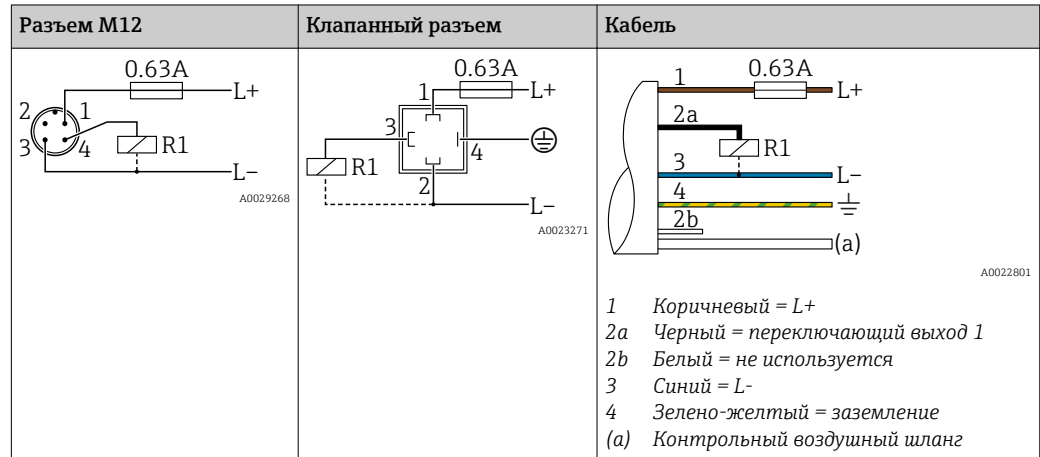 Разъем M12
Клапанный разъем
Кабель
0.63A
L+
2
1
3
4
R1
L–
A0029268
0.63A
1
L+
3
4
R1
2
L–
A0023271
1
0.63A
L+
2a
R1
3
L–
4
2b
(a)
A0022801
1 Коричневый = L+
2a Черный = переключающий выход 1
2b Белый = не используется
3 Синий = L-
4 Зелено-желтый = заземление
(a) Контрольный воздушный шланг